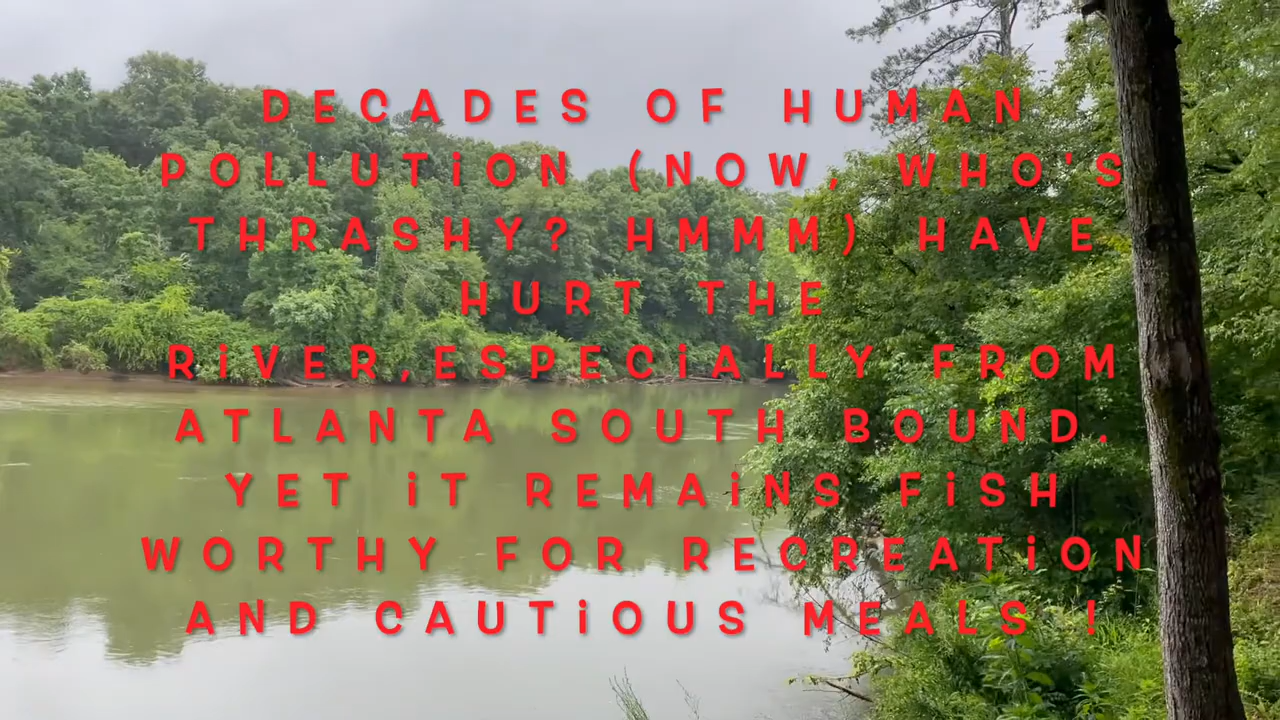 DECADES OF HUMAN
POLLUTiON (NOW, WHO'S
THRASHY? HMMM) HAVE
HURT THE
RiVER,ESPECiALLY FROM
ATLANTA SOUTH BOUND.
YET iT REMAiNS FiSH
WORTHY FOR RECREATiON
AND CAUTiOUS MEALS !